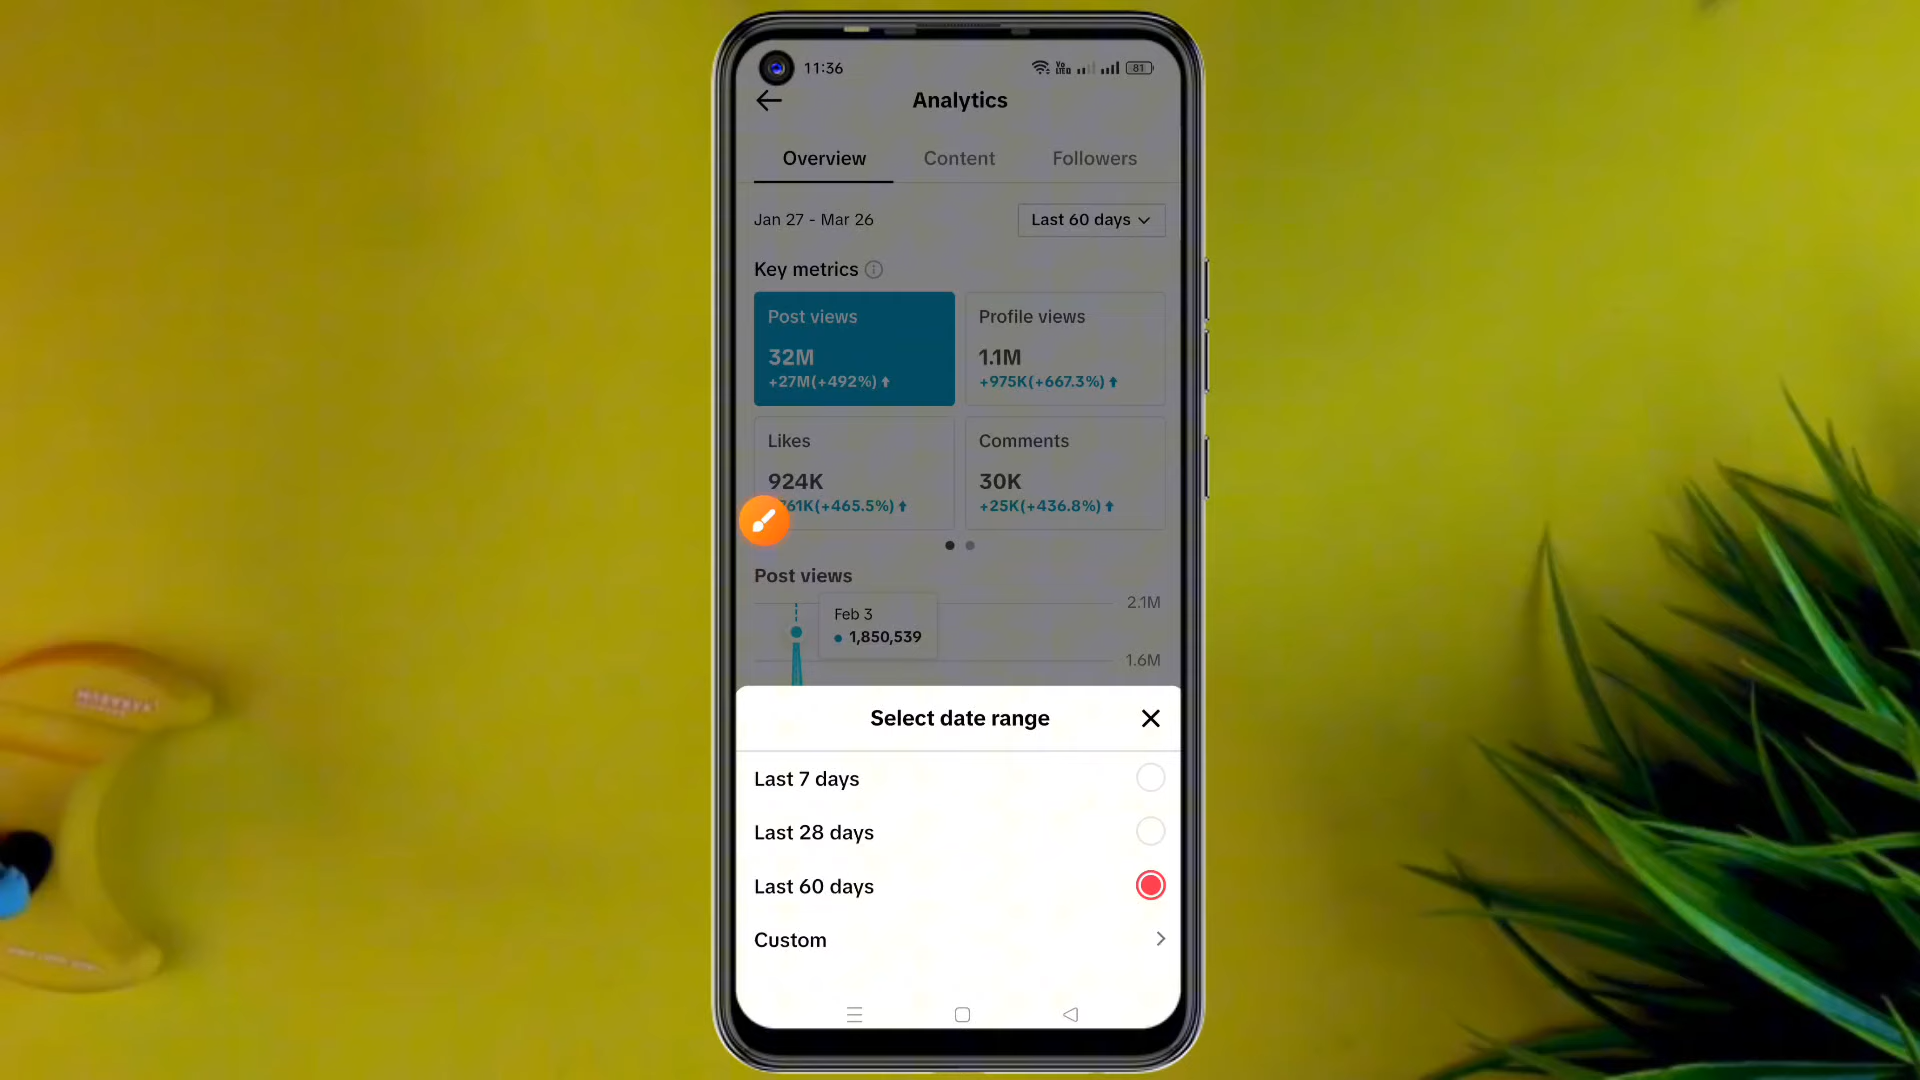 11:36
81
Analytics
Overview Content Followers
Jan 27 - Mar 26 Last 60 days
Key metrics
Post views Profile views
32M 1.1M
+27M(+492%) +975K(+667.3%)
Likes Comments
924K 30K
61K(+465.5%) +25K(+436.8%)
Post views
2.1M
Feb 3
1,850,539
1.6M
Select date range
Last 7 days
Last 28 days
Last 60 days
Custom